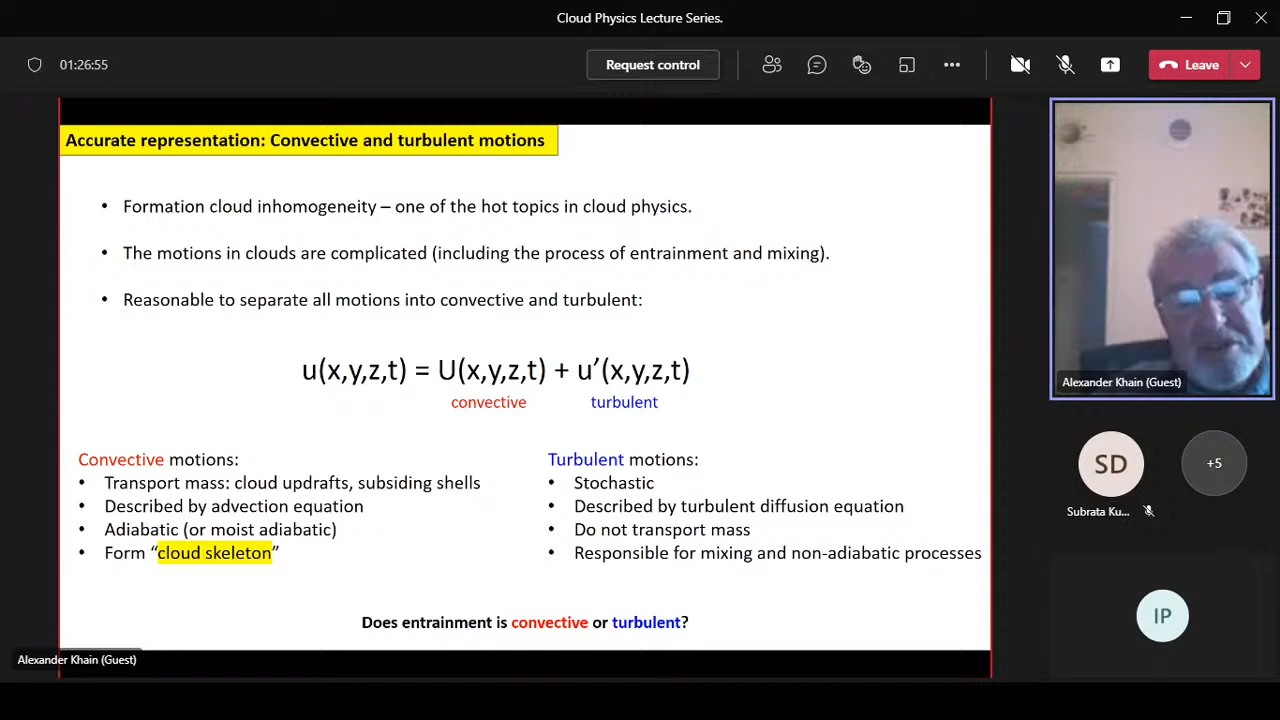 Cloud Physics Lecture Series.
01:26:55
Request control
Leave
Accurate representation: Convective and turbulent motions
• Formation cloud inhomogeneity – one of the hot topics in cloud physics.
• The motions in clouds are complicated (including the process of entrainment and mixing).
• Reasonable to separate all motions into convective and turbulent:
u(x,y,z,t) = U(x,y,z,t) + u’(x,y,z,t)
convective
turbulent
Convective motions:
• Transport mass: cloud updrafts, subsiding shells
• Described by advection equation
• Adiabatic (or moist adiabatic)
• Form “cloud skeleton”
Turbulent motions:
• Stochastic
• Described by turbulent diffusion equation
• Do not transport mass
• Responsible for mixing and non-adiabatic processes
Does entrainment is convective or turbulent?
Alexander Khain (Guest)
Alexander Khain (Guest)
SD
Subrata Ku...
+5
IP